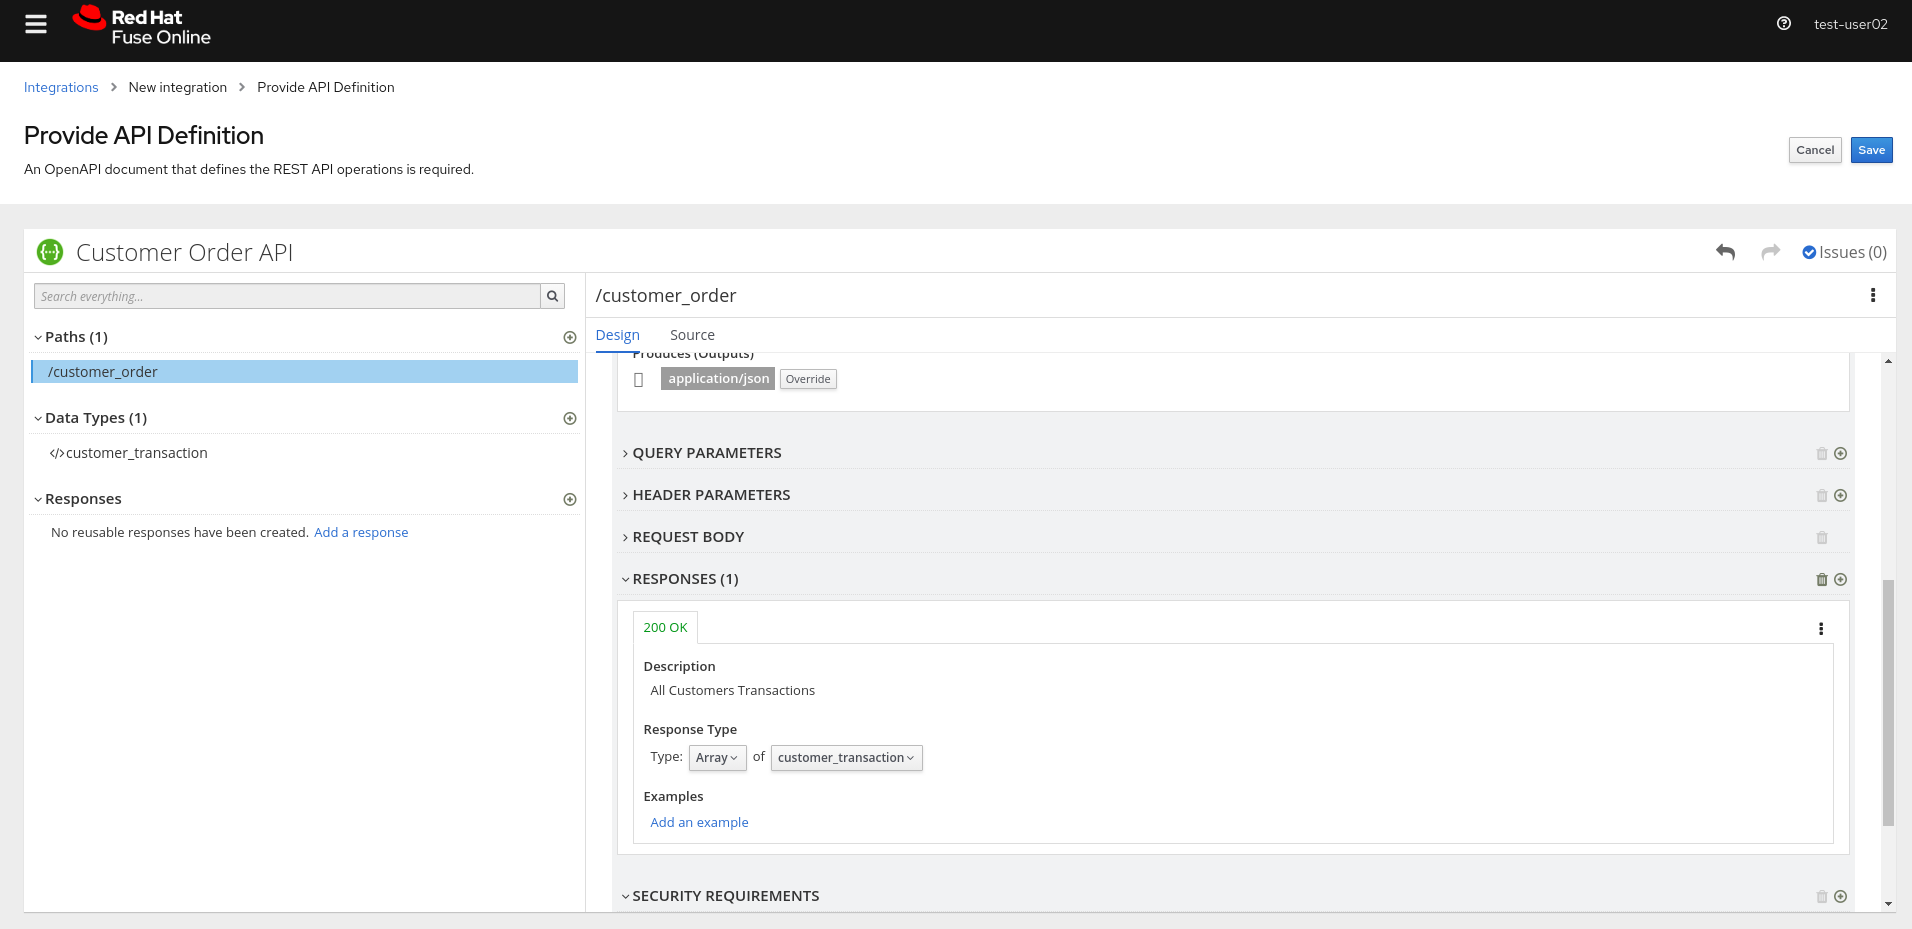 Red Hat
Fuse Online
test-user02
Integrations > New integration > Provide API Definition
Provide API Definition
An OpenAPI document that defines the REST API operations is required.
Cancel Save
Customer Order API
Issues (0)
Search everything...
/customer_order
Paths (1)
Design Source
/customer_order
Produces (Outputs)
application/json Override
Data Types (1)
</>customer_transaction
QUERY PARAMETERS
HEADER PARAMETERS
Responses
No reusable responses have been created. Add a response
REQUEST BODY
RESPONSES (1)
200 OK
Description
All Customers Transactions
Response Type
Type: Array of customer_transaction
Examples
Add an example
SECURITY REQUIREMENTS